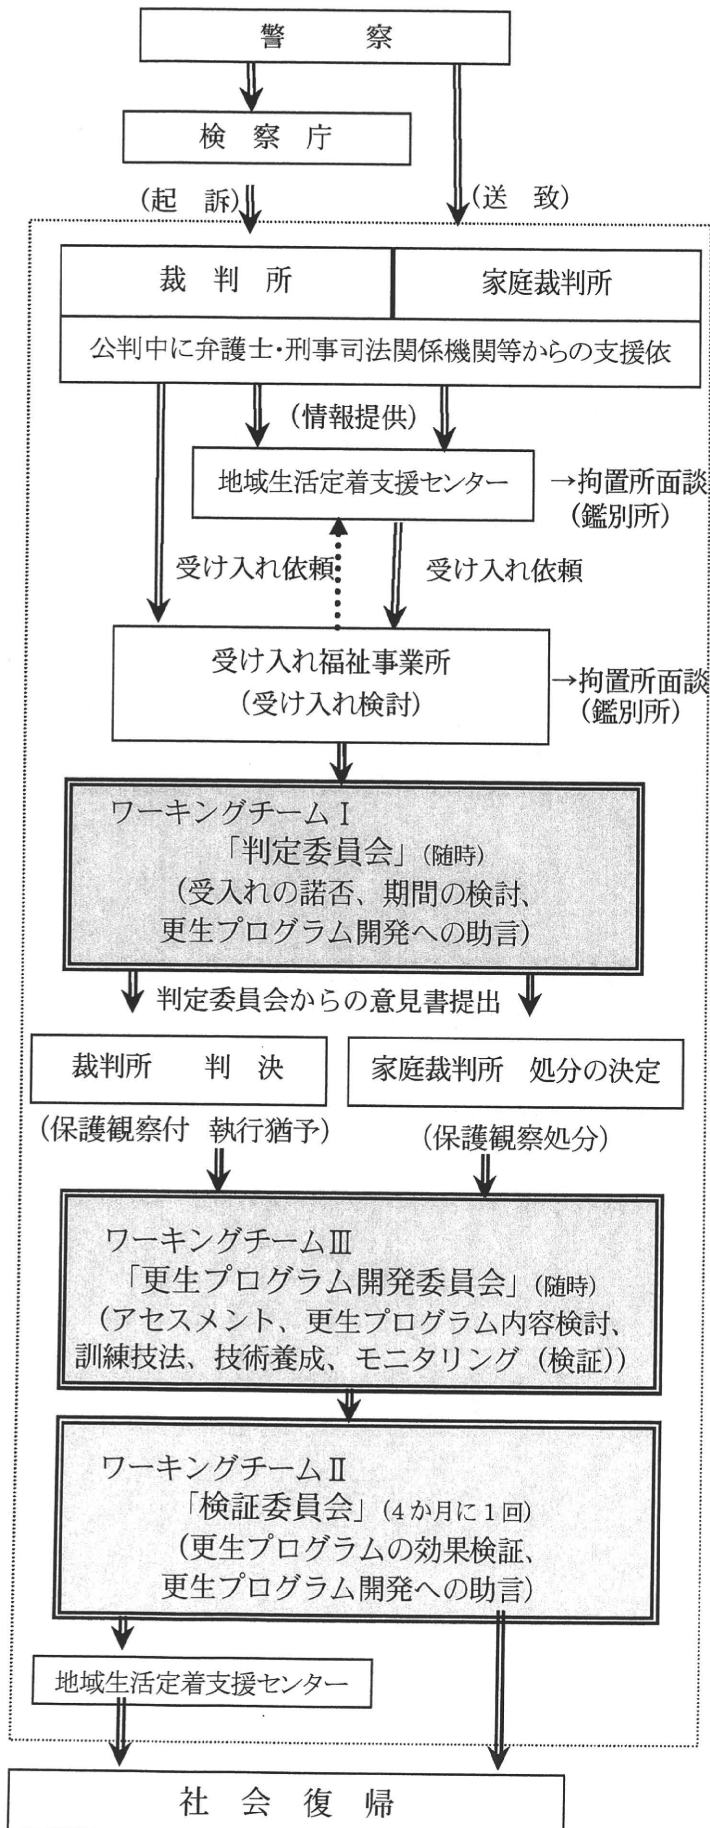 警　　　察
検　察　庁
(起　訴)
(送　致)
裁　判　所
家庭裁判所
公判中に弁護士・刑事司法関係機関等からの支援依
(情報提供)
地域生活定着支援センター
→拘置所面談
(鑑別所)
受け入れ依頼
受け入れ依頼
受け入れ福祉事業所
(受け入れ検討)
→拘置所面談
(鑑別所)
ワーキングチームⅠ
「判定委員会」(随時)
(受入れの諾否、期間の検討、
更生プログラム開発への助言)
判定委員会からの意見書提出
裁判所　　判　決
家庭裁判所　処分の決定
(保護観察付　執行猶予)
(保護観察処分)
ワーキングチームⅢ
「更生プログラム開発委員会」(随時)
(アセスメント、更生プログラム内容検討、
訓練技法、技術養成、モニタリング（検証）)
ワーキングチームⅡ
「検証委員会」(4か月に1回)
(更生プログラムの効果検証、
更生プログラム開発への助言)
地域生活定着支援センター
社　会　復　帰